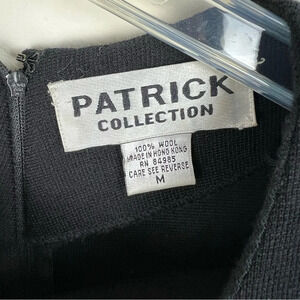 PATRICK
COLLECTION
100% WOOL
MADE IN HONG KONG
RN 84985
CARE SEE REVERSE
M